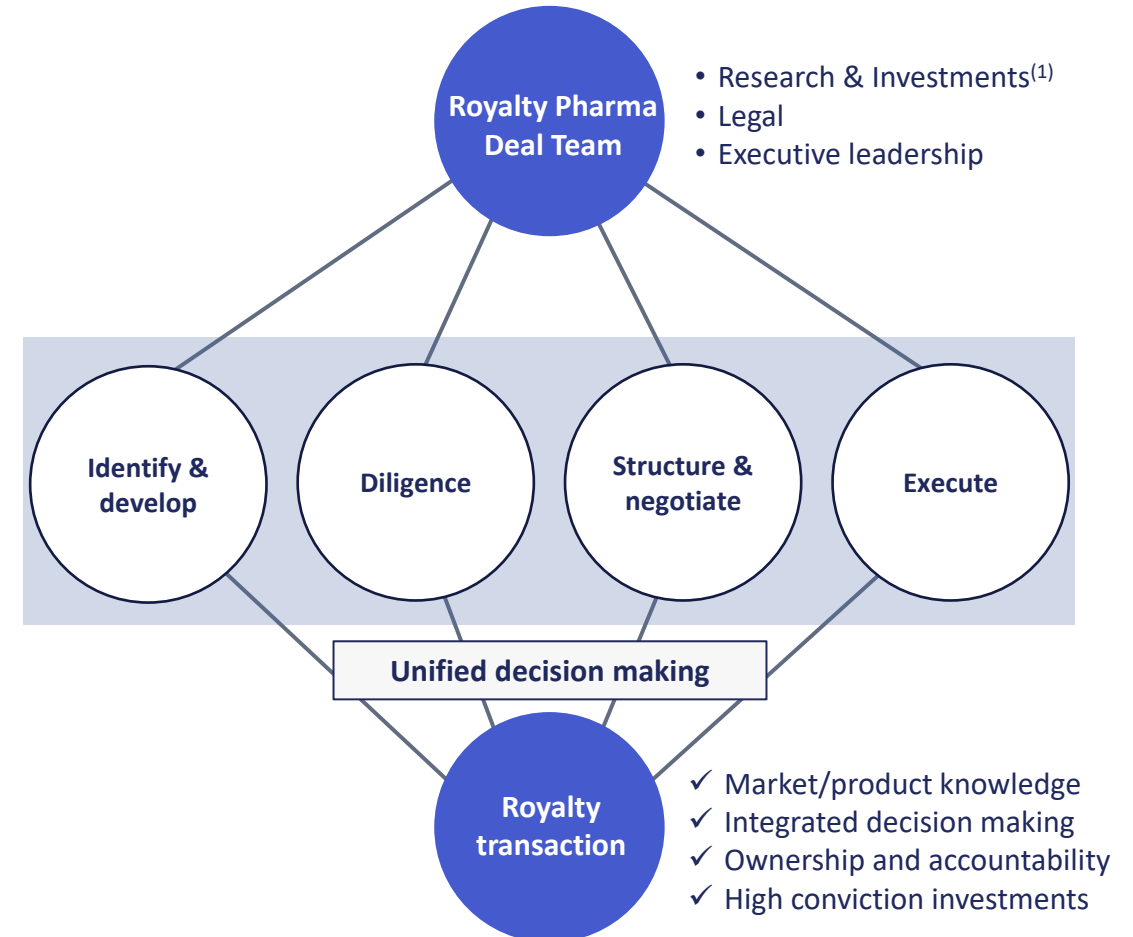 Royalty Pharma
Deal Team
• Research & Investments(1)
• Legal
• Executive leadership
Identify &
develop
Diligence
Structure &
negotiate
Execute
Unified decision making
Royalty
transaction
✓ Market/product knowledge
✓ Integrated decision making
✓ Ownership and accountability
✓ High conviction investments